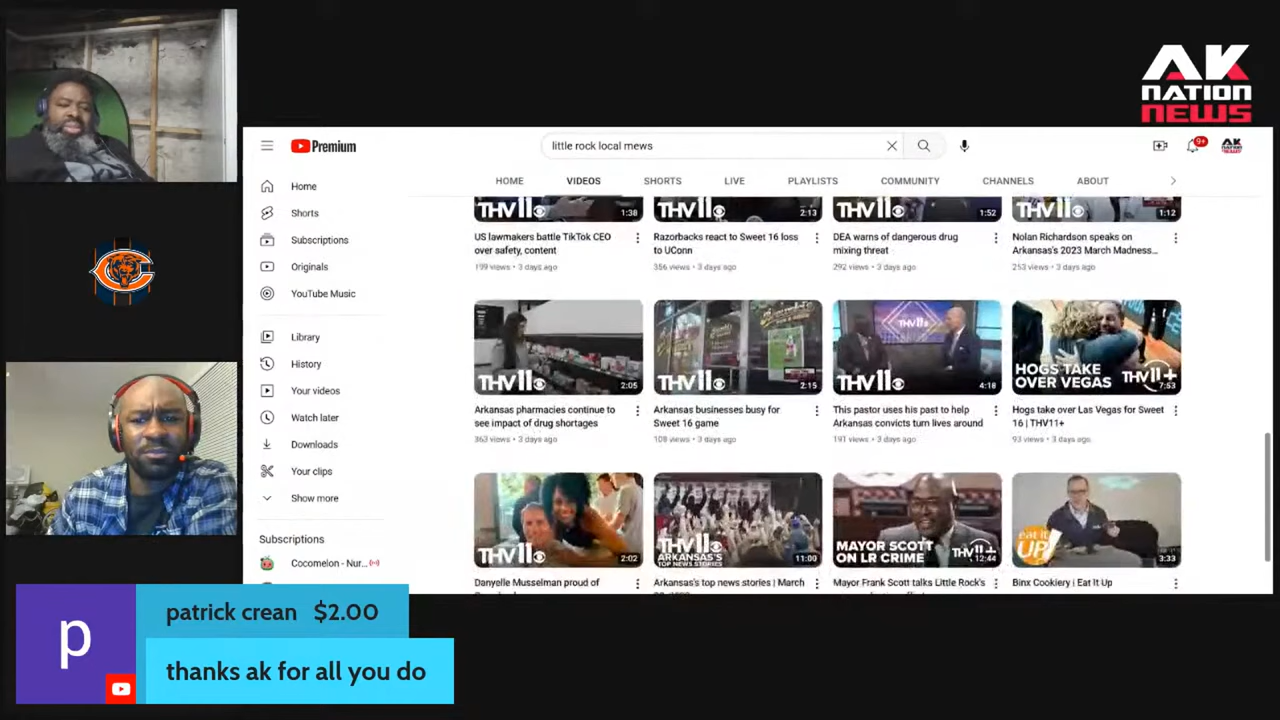 AK
NATION
NEWS
Premium
little rock local mews
9+
HOME VIDEOS SHORTS LIVE PLAYLISTS COMMUNITY CHANNELS ABOUT
Home
Shorts
Subscriptions
Originals
YouTube Music
Library
History
Your videos
Watch later
Downloads
Your clips
Show more
Subscriptions
Cocomelon - Nur...
THV11 1:38
US lawmakers battle TikTok CEO
over safety, content
199 views • 3 days ago
THV11 2:13
Razorbacks react to Sweet 16 loss
to UConn
356 views • 3 days ago
THV11 1:52
DEA warns of dangerous drug
mixing threat
292 views • 3 days ago
THV11 1:12
Nolan Richardson speaks on
Arkansas's 2023 March Madness...
253 views • 3 days ago
THV11 2:05
Arkansas pharmacies continue to
see impact of drug shortages
363 views • 3 days ago
THV11 2:15
Arkansas businesses busy for
Sweet 16 game
108 views • 3 days ago
THV11
THV11 4:18
This pastor uses his past to help
Arkansas convicts turn lives around
191 views • 3 days ago
HOGS TAKE
OVER VEGAS THV11+
7:53
Hogs take over Las Vegas for Sweet
16 | THV11+
93 views • 3 days ago
THV11 2:02
Danyelle Musselman proud of
THV11
ARKANSAS'S
TOP NEWS STORIES 11:00
Arkansas's top news stories | March
MAYOR SCOTT
ON LR CRIME THV11+
12:44
Mayor Frank Scott talks Little Rock's
eat it
UP! 3:33
Binx Cookiery | Eat It Up
p
patrick crean $2.00
thanks ak for all you do